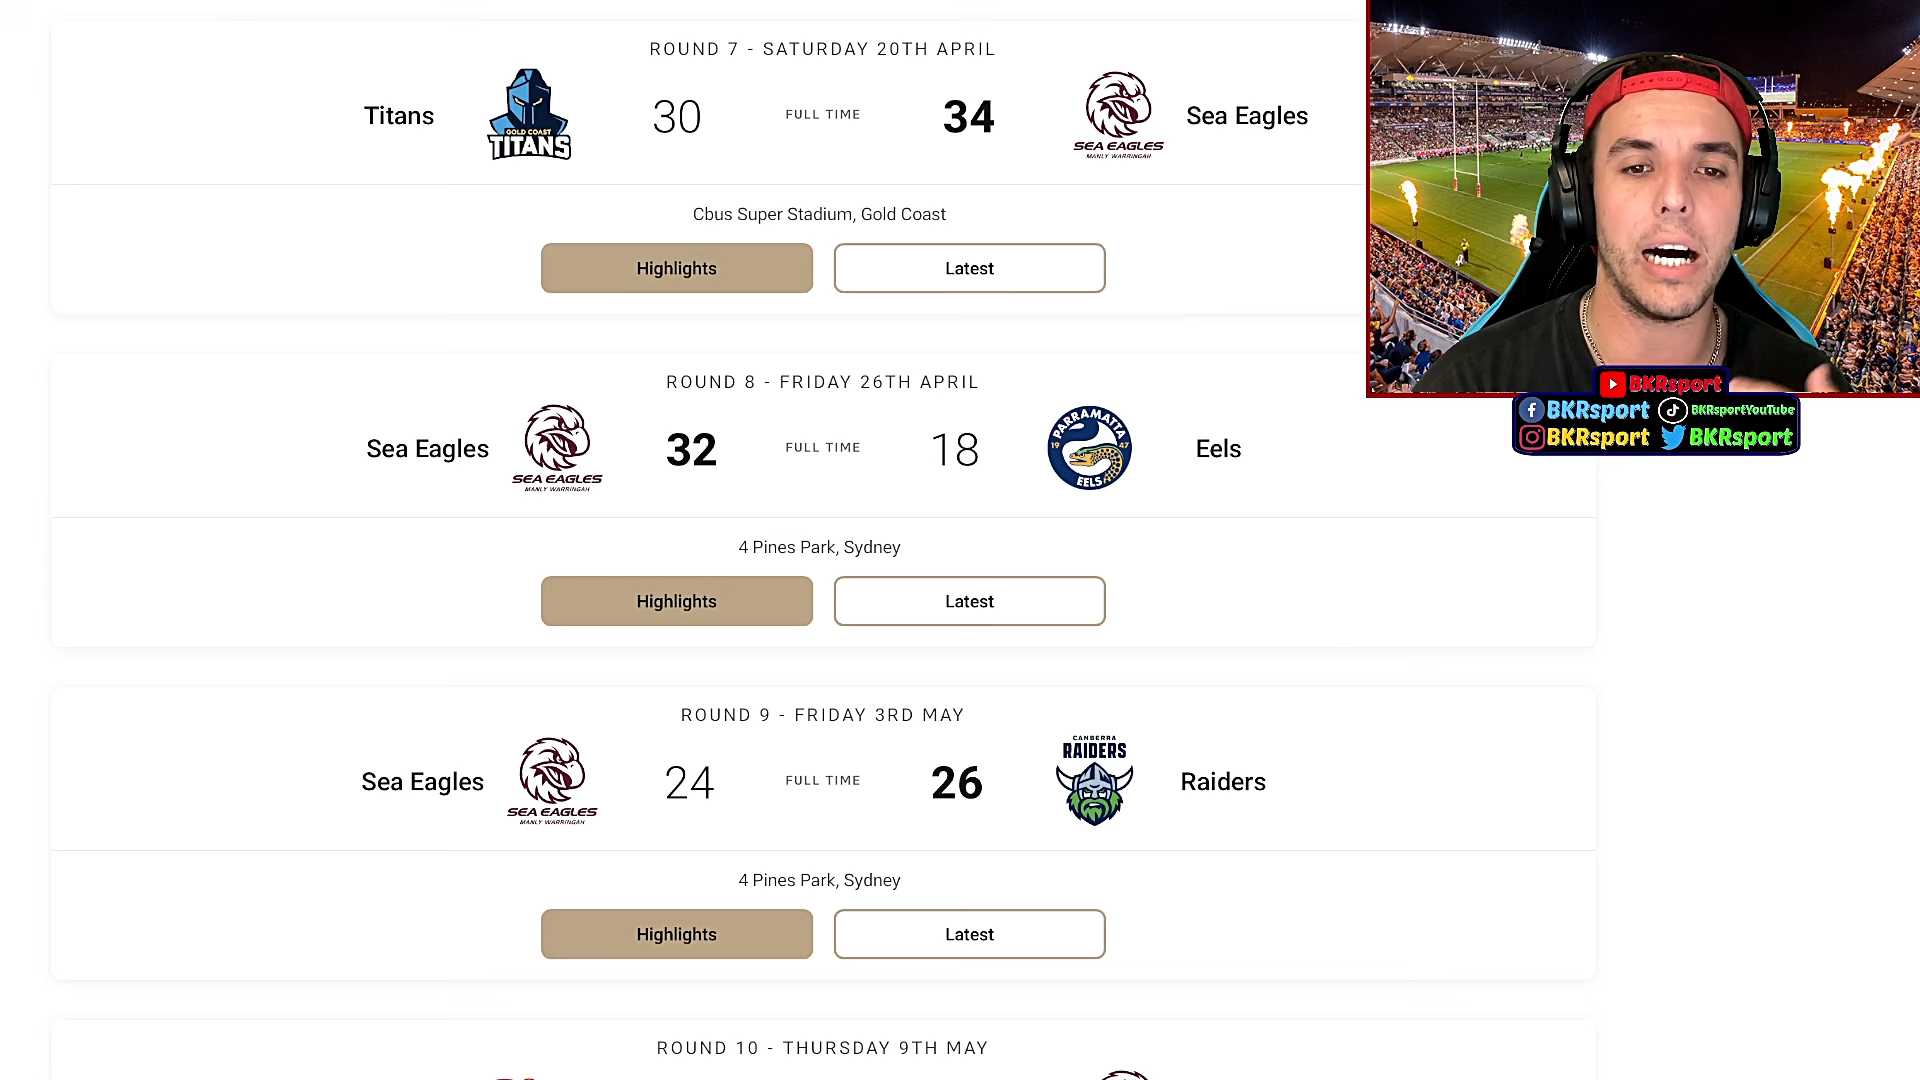 ROUND 7 - SATURDAY 20TH APRIL
Titans
GOLD COAST
TITANS
30
FULL TIME
34
SEA EAGLES
MANLY WARRINGAH
Sea Eagles
Cbus Super Stadium, Gold Coast
Highlights
Latest
BKRsport
BKRsport
BKRsportYouTube
BKRsport
BKRsport
ROUND 8 - FRIDAY 26TH APRIL
Sea Eagles
SEA EAGLES
MANLY WARRINGAH
32
FULL TIME
18
PARRAMATTA
19 47
EELS
Eels
4 Pines Park, Sydney
Highlights
Latest
ROUND 9 - FRIDAY 3RD MAY
Sea Eagles
SEA EAGLES
MANLY WARRINGAH
24
FULL TIME
26
CANBERRA
RAIDERS
Raiders
4 Pines Park, Sydney
Highlights
Latest
ROUND 10 - THURSDAY 9TH MAY